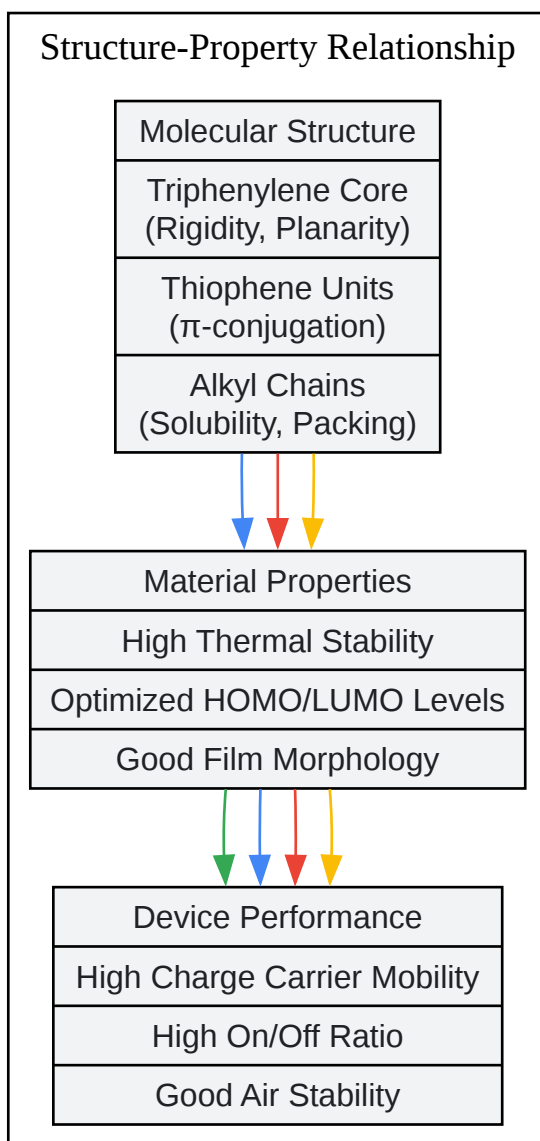 Structure-Property Relationship
Molecular Structure
Triphenylene Core
(Rigidity, Planarity)
Thiophene Units
(π-conjugation)
Alkyl Chains
(Solubility, Packing)
Material Properties
High Thermal Stability
Optimized HOMO/LUMO Levels
Good Film Morphology
Device Performance
High Charge Carrier Mobility
High On/Off Ratio
Good Air Stability